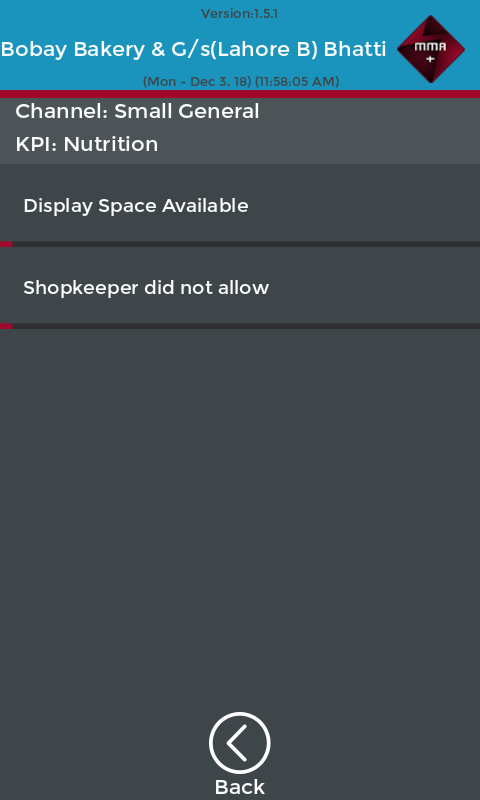 Version:1.5.1
Bobay Bakery & G/s(Lahore B) Bhatti
MMA
+
(Mon - Dec 3, 18) (11:58:05 AM)
Channel: Small General
KPI: Nutrition
Display Space Available
Shopkeeper did not allow
Back